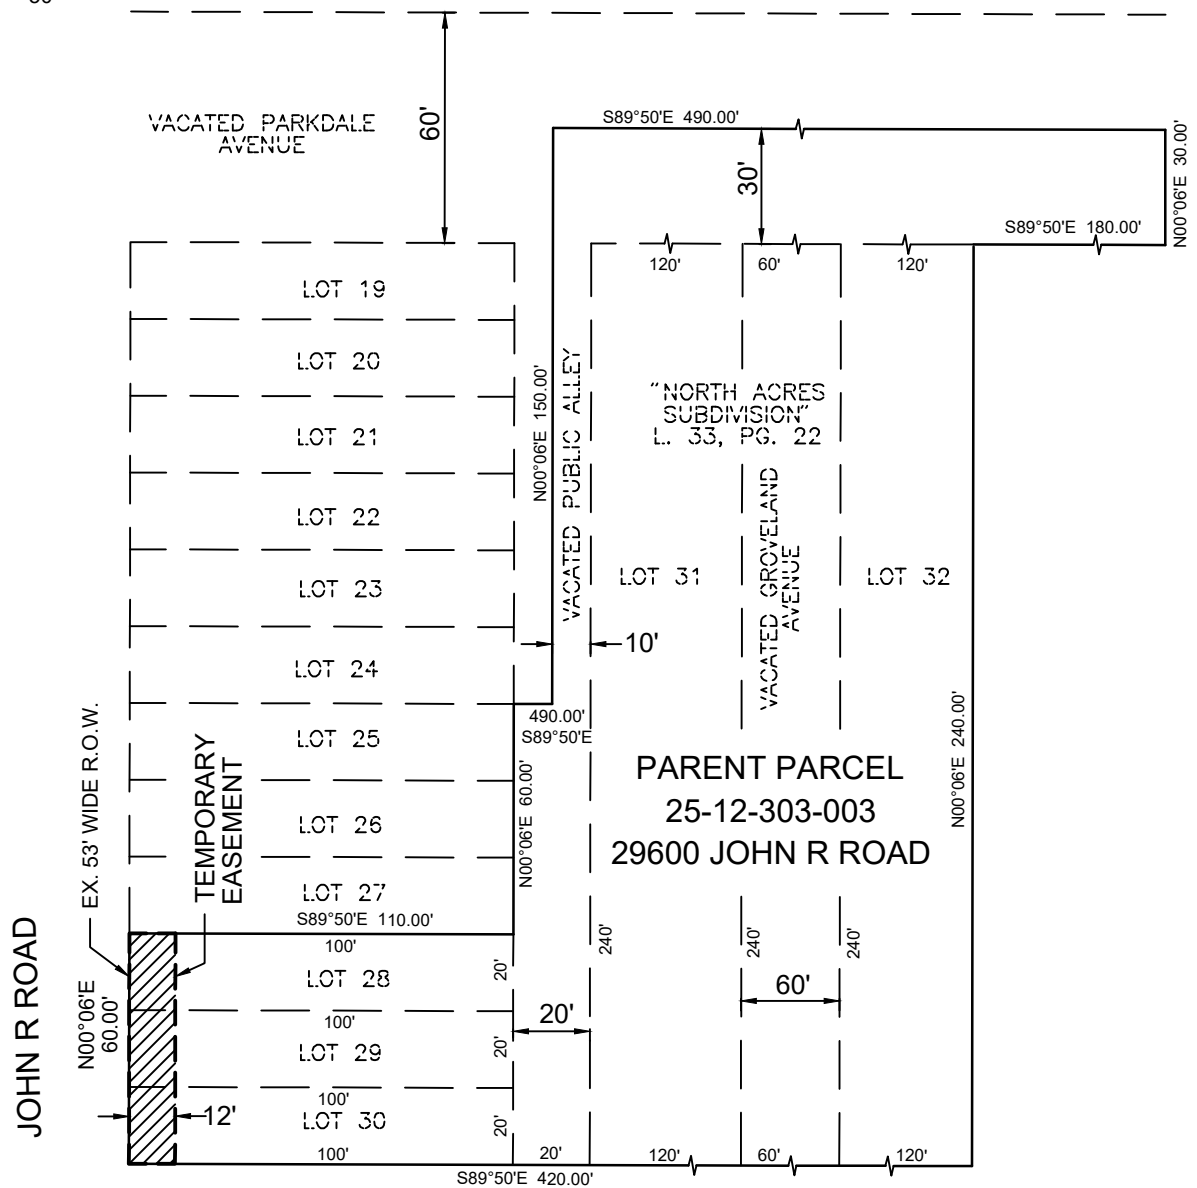 60'
VACATED PARKDALE
AVENUE
S89°50'E 490.00'
30'
N00°06'E 30.00'
S89°50'E 180.00'
120'
60'
120'
LOT 19
LOT 20
LOT 21
LOT 22
LOT 23
LOT 24
LOT 25
LOT 26
LOT 27
N00°06'E 150.00'
VACATED PUBLIC ALLEY
"NORTH ACRES
SUBDIVISION"
L. 33, PG. 22
LOT 31
VACATED GROVELAND
AVENUE
LOT 32
10'
490.00'
S89°50'E
N00°06'E 60.00'
N00°06'E 240.00'
PARENT PARCEL
25-12-303-003
29600 JOHN R ROAD
EX. 53' WIDE R.O.W.
TEMPORARY
EASEMENT
S89°50'E 110.00'
JOHN R ROAD
N00°06'E
60.00'
100'
LOT 28
20'
100'
LOT 29
20'
100'
LOT 30
20'
12'
100'
20'
240'
240'
240'
60'
20'
120'
60'
120'
S89°50'E 420.00'